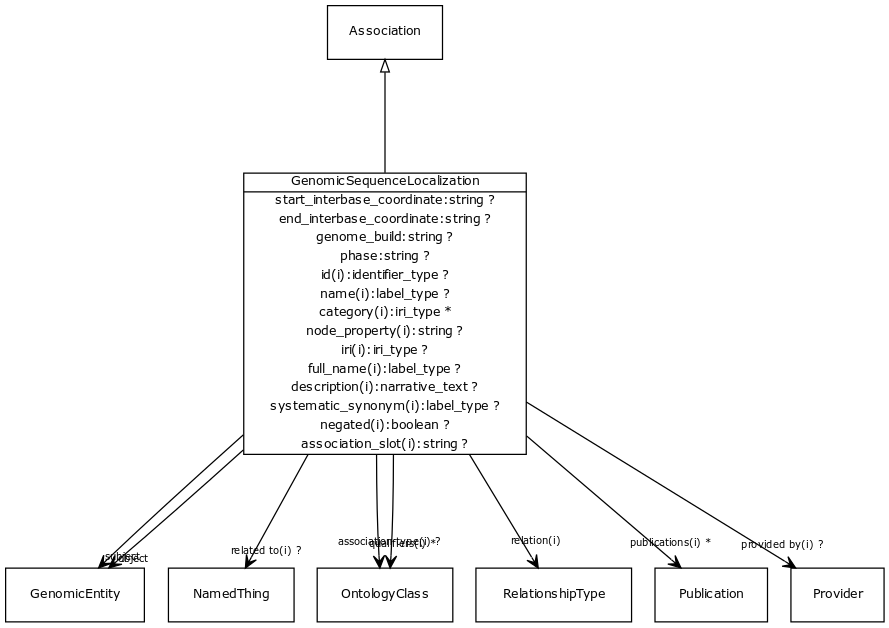 Association
GenomicSequenceLocalization
start_interbase_coordinate:string ?
end_interbase_coordinate:string ?
genome_build:string ?
phase:string ?
id(i):identifier_type ?
name(i):label_type ?
category(i):iri_type *
node_property(i):string ?
iri(i):iri_type ?
full_name(i):label_type ?
description(i):narrative_text ?
systematic_synonym(i):label_type ?
negated(i):boolean ?
association_slot(i):string ?
subject
object
related to(i) ?
association type(i) ?
qualifiers(i) *
relation(i)
publications(i) *
provided by(i) ?
GenomicEntity
NamedThing
OntologyClass
RelationshipType
Publication
Provider